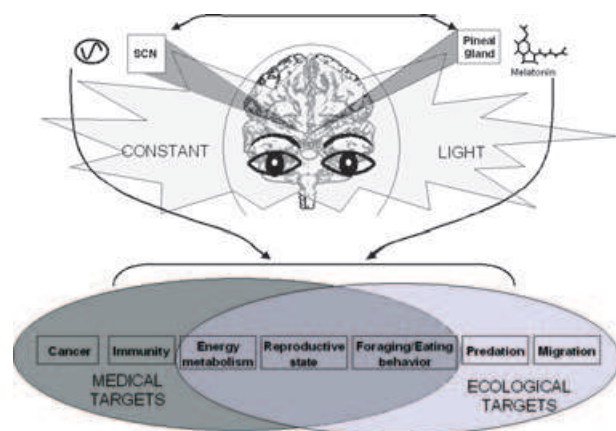 SCN
Pineal
gland
Melatonin
CONSTANT
LIGHT
Cancer
Immunity
Energy
metabolism
Reproductive
state
Foraging/Eating
behavior
Predation
Migration
MEDICAL
TARGETS
ECOLOGICAL
TARGETS